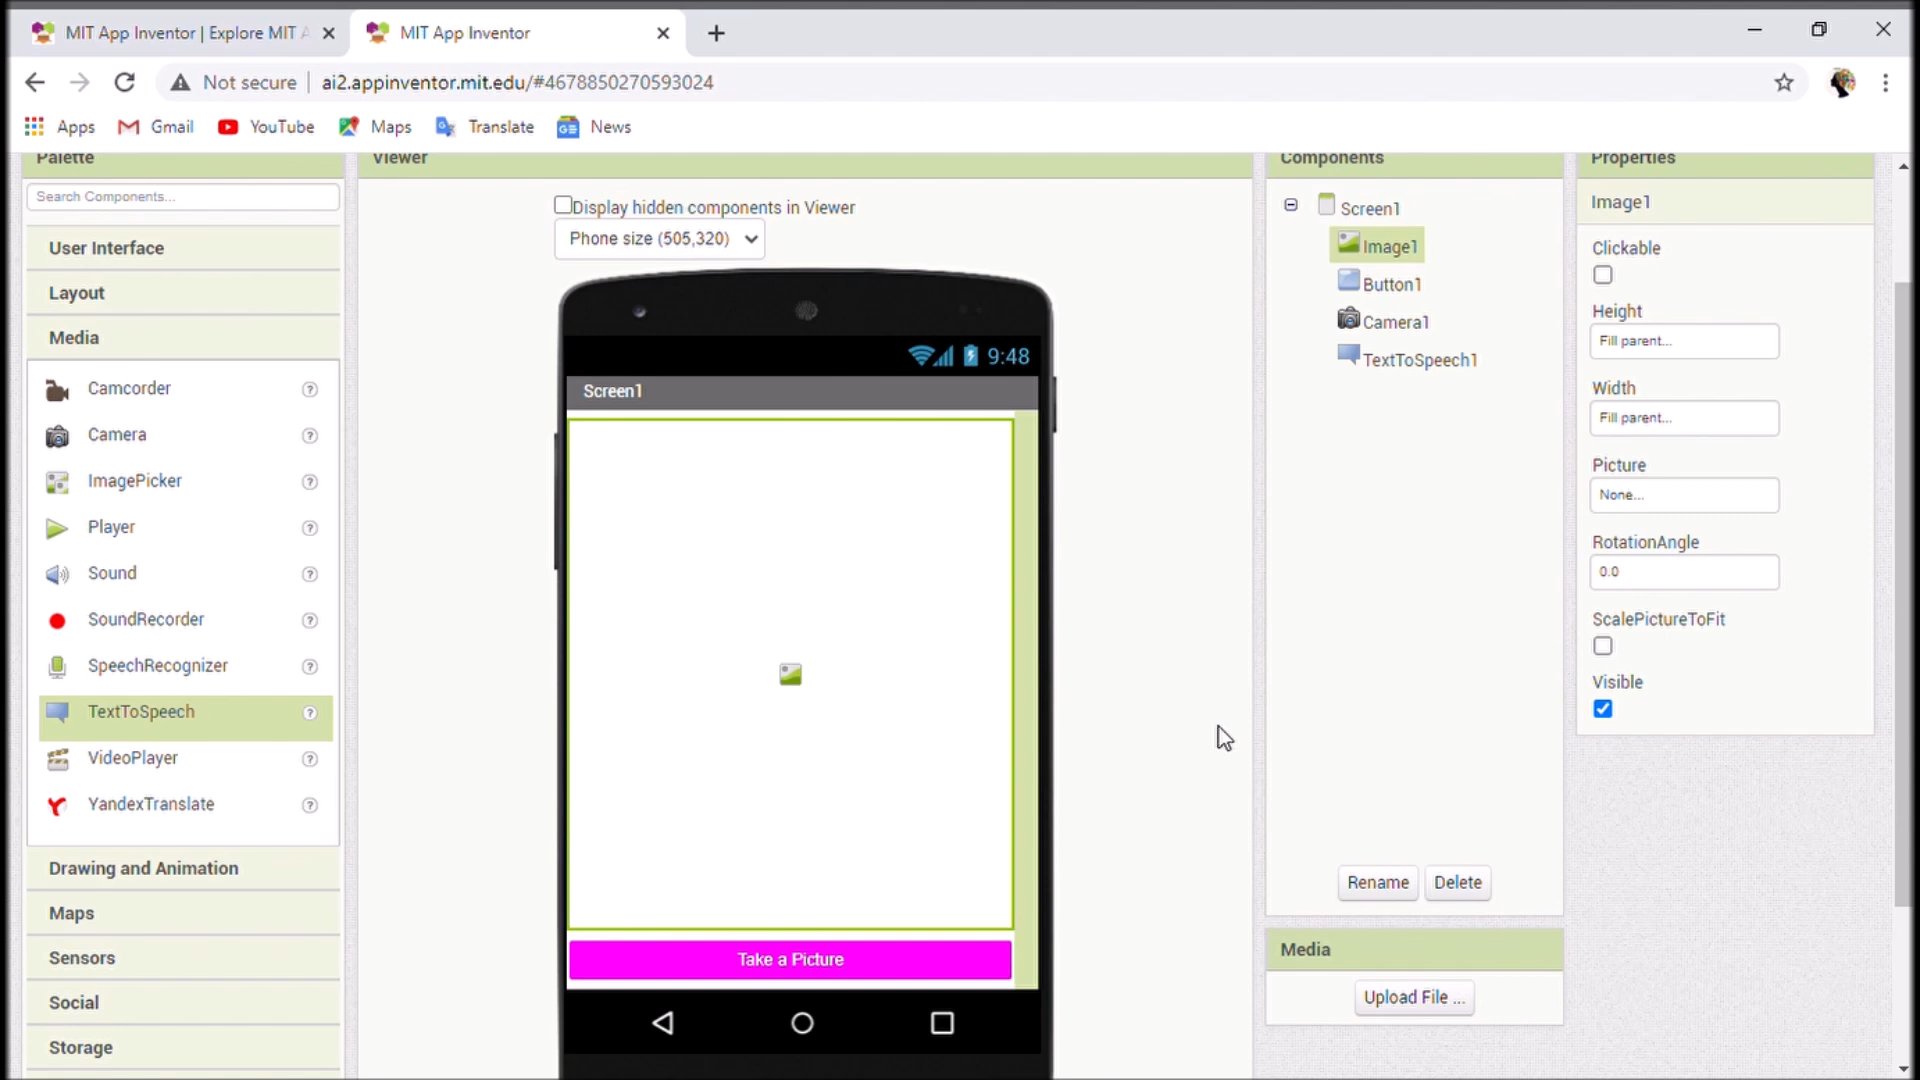 MIT App Inventor | Explore MIT A
MIT App Inventor
Not secure
ai2.appinventor.mit.edu/#4678850270593024
Apps
Gmail
YouTube
Maps
Translate
News
Palette
Viewer
Components
Properties
Search Components...
User Interface
Layout
Media
Camcorder
Camera
ImagePicker
Player
Sound
SoundRecorder
SpeechRecognizer
TextToSpeech
VideoPlayer
YandexTranslate
Drawing and Animation
Maps
Sensors
Social
Storage
Display hidden components in Viewer
Phone size (505,320)
9:48
Screen1
Take a Picture
Screen1
Image1
Button1
Camera1
TextToSpeech1
Rename
Delete
Media
Upload File ...
Image1
Clickable
Height
Fill parent...
Width
Fill parent...
Picture
None...
RotationAngle
0.0
ScalePictureToFit
Visible